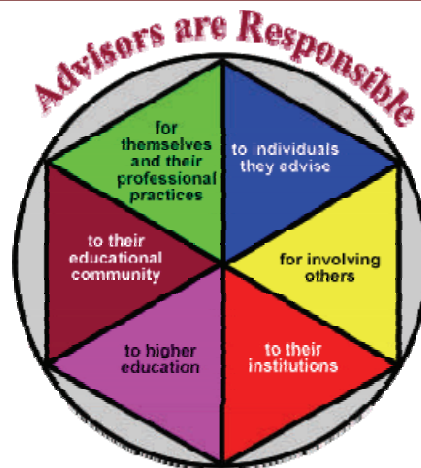 Advisors are Responsible
for
themselves
and their
professional
practices
to individuals
they advise
to their
educational
community
for involving
others
to higher
education
to their
institutions